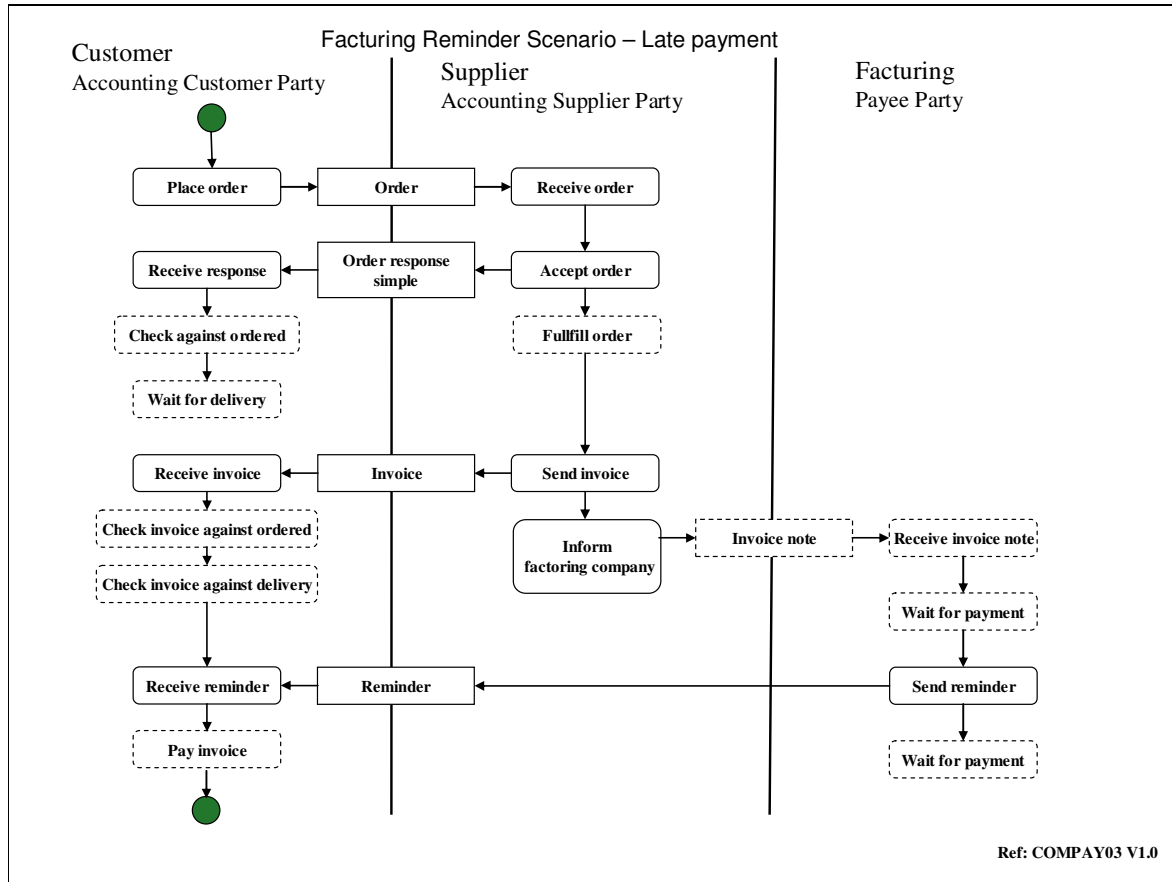 Facturing Reminder Scenario – Late payment
Customer
Accounting Customer Party
Supplier
Accounting Supplier Party
Facturing
Payee Party
Place order
Order
Receive order
Receive response
Order response
simple
Accept order
Check against ordered
Fullfill order
Wait for delivery
Receive invoice
Invoice
Send invoice
Check invoice against ordered
Inform
factoring company
Invoice note
Receive invoice note
Check invoice against delivery
Wait for payment
Receive reminder
Reminder
Send reminder
Pay invoice
Wait for payment
Ref: COMPAY03 V1.0